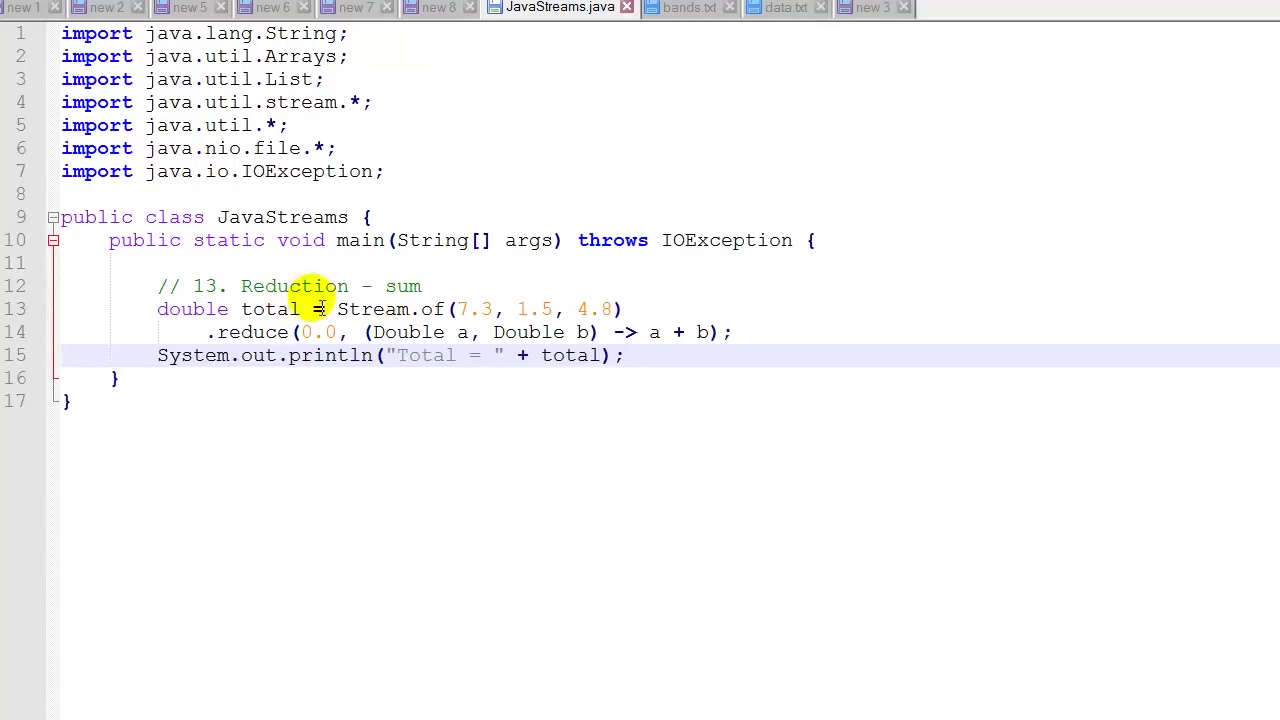 new 1 new 2 new 5 new 6 new 7 new 8 JavaStreams.java bands.txt data.txt new 3
1 import java.lang.String;
2 import java.util.Arrays;
3 import java.util.List;
4 import java.util.stream.*;
5 import java.util.*;
6 import java.nio.file.*;
7 import java.io.IOException;
8
9 public class JavaStreams {
10 public static void main(String[] args) throws IOException {
11
12 // 13. Reduction - sum
13 double total = Stream.of(7.3, 1.5, 4.8)
14 .reduce(0.0, (Double a, Double b) -> a + b);
15 System.out.println("Total = " + total);
16 }
17 }